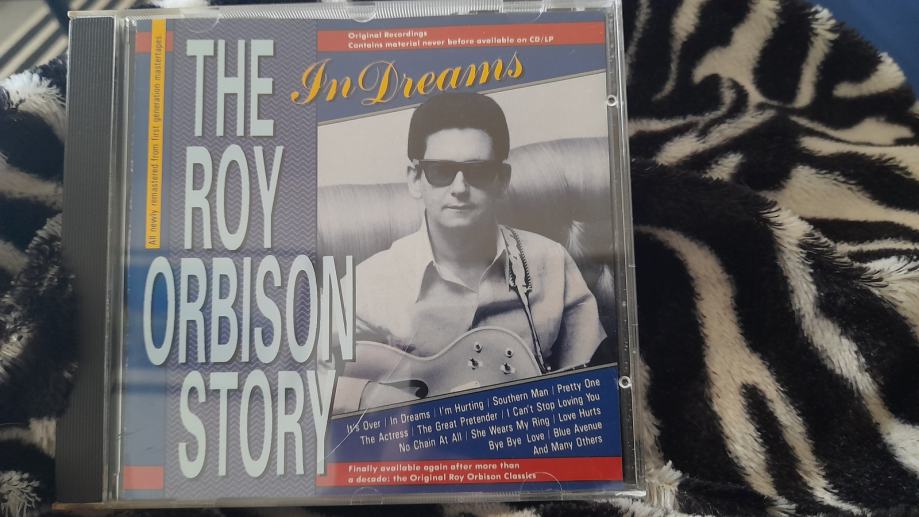 All newly remastered from first generation mastertapes.
THE
ROY
ORBISON
STORY
Original Recordings
Contains material never before available on CD/LP
In Dreams
It's Over | In Dreams | I'm Hurting | Southern Man | Pretty One
The Actress | The Great Pretender | I Can't Stop Loving You
No Chain At All | She Wears My Ring | Love Hurts
Bye Bye Love | Blue Avenue
And Many Others
Finally available again after more than
a decade: the Original Roy Orbison Classics